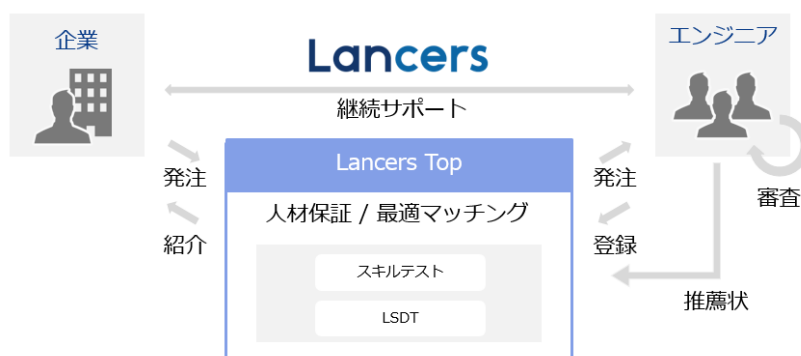 企業
Lancers
エンジニア
継続サポート
発注
Lancers Top
発注
審査
人材保証 / 最適マッチング
紹介
登録
スキルテスト
推薦状
LSDT